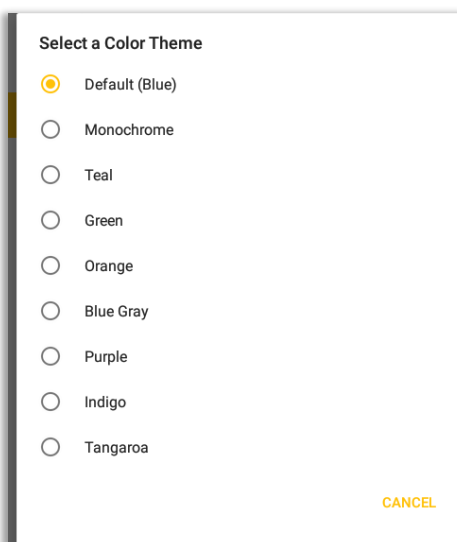 Select a Color Theme
Default (Blue)
Monochrome
Teal
Green
Orange
Blue Gray
Purple
Indigo
Tangaroa
CANCEL